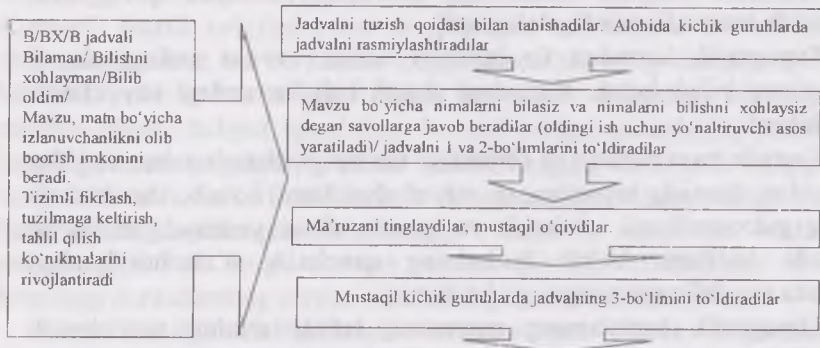 B/BX/B jadvali
Bilaman/ Bilishni
xohlayman/Bilib
oldim/
Mavzu, matn bo‘yicha
izlanuvchanlikni olib
boorish imkonini
beradi.
Tizimli fikrlash,
tuzilmaga keltirish,
tahlil qilish
ko‘nikmalarini
rivojlantiradi
Jadvalni tuzish qoidasi bilan tanishadilar. Alohida kichik guruhlarda
jadvalni rasmiylashtiradilar
Mavzu bo‘yicha nimalarni bilasiz va nimalarni bilishni xohlaysiz
degan savollarga javob beradilar (oldingi ish uchun yo‘naltiruvchi asos
yaratiladi)/ jadvalni 1 va 2-bo‘limlarini to‘ldiradilar
Ma’ruzani tinglaydilar, mustaqil o‘qiydilar.
Mustaqil kichik guruhlarda jadvalning 3-bo‘limini to‘ldiradilar